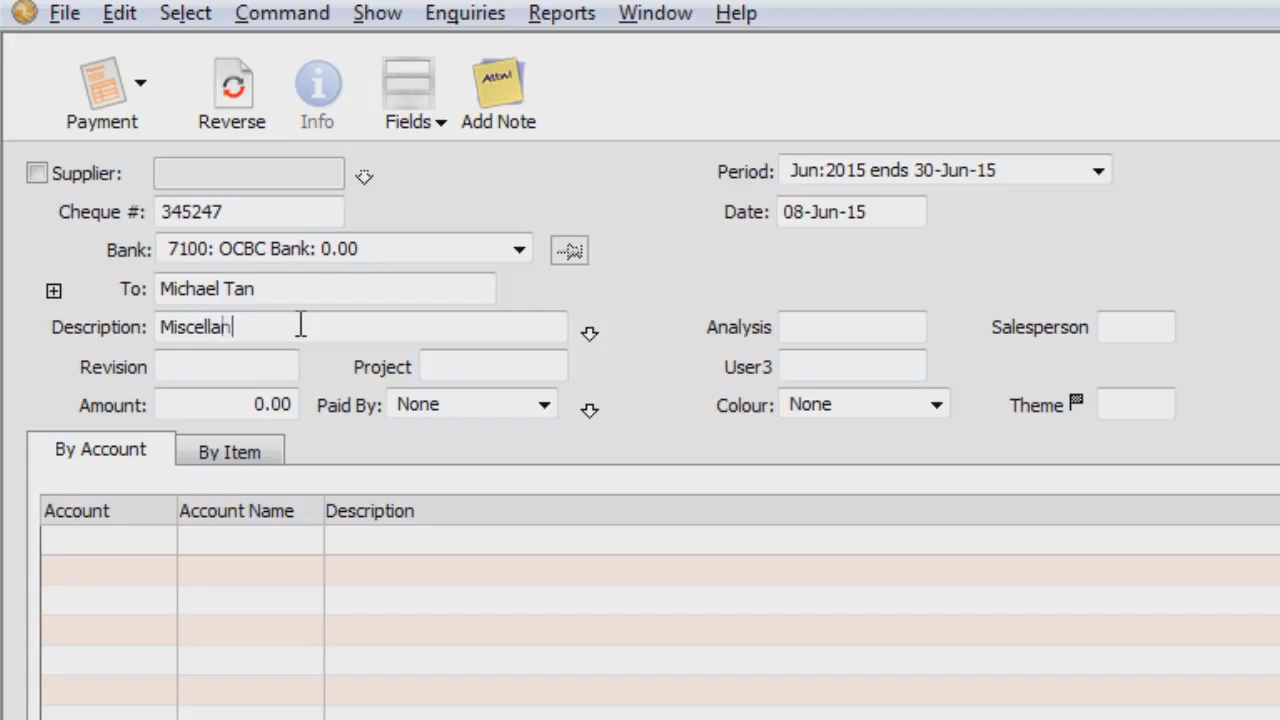 File Edit Select Command Show Enquiries Reports Window Help
Attn!
Payment Reverse Info Fields Add Note
Supplier: Period: Jun:2015 ends 30-Jun-15
Cheque #: 345247 Date: 08-Jun-15
Bank: 7100: OCBC Bank: 0.00
To: Michael Tan
Description: Miscellan Analysis Salesperson
Revision Project User3
Amount: 0.00 Paid By: None Colour: None Theme
By Account By Item
Account Account Name Description